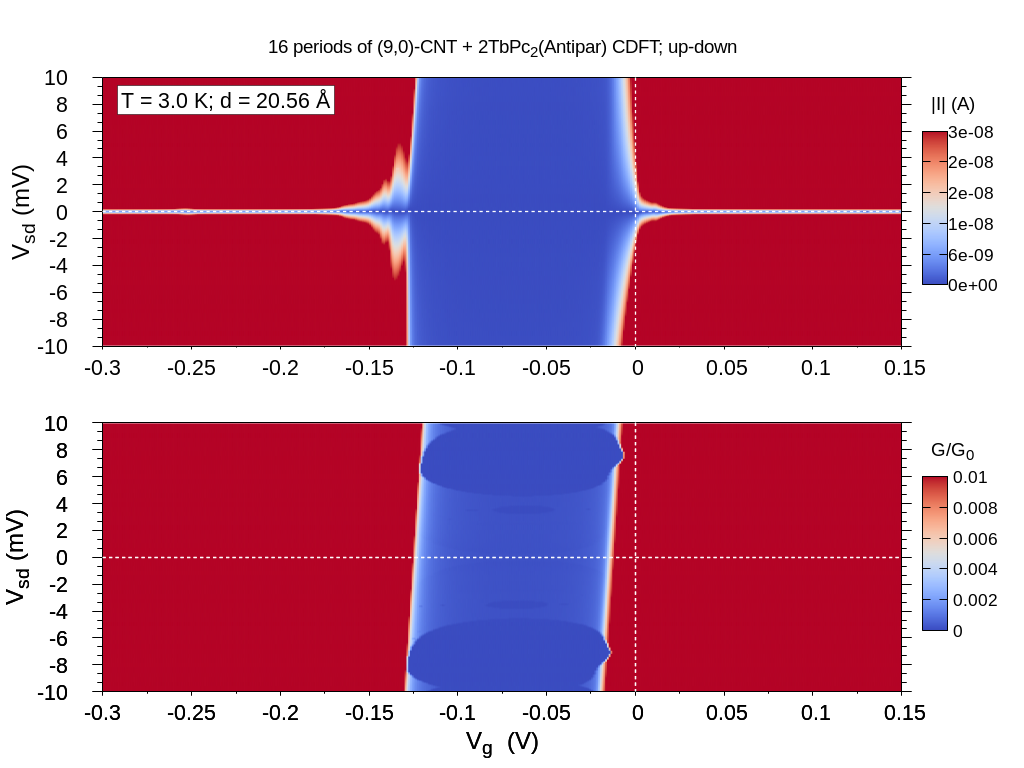 16 periods of (9,0)-CNT + 2TbPc2(Antipar) CDFT; up-down
T = 3.0 K; d = 20.56 Å
|I| (A)
10
8
6
4
2
0
-2
-4
-6
-8
-10
Vsd (mV)
-0.3 -0.25 -0.2 -0.15 -0.1 -0.05 0 0.05 0.1 0.15
3e-08
2e-08
2e-08
1e-08
6e-09
0e+00
10
8
6
4
2
0
-2
-4
-6
-8
-10
Vsd (mV)
-0.3 -0.25 -0.2 -0.15 -0.1 -0.05 0 0.05 0.1 0.15
Vg (V)
G/G0
0.01
0.008
0.006
0.004
0.002
0